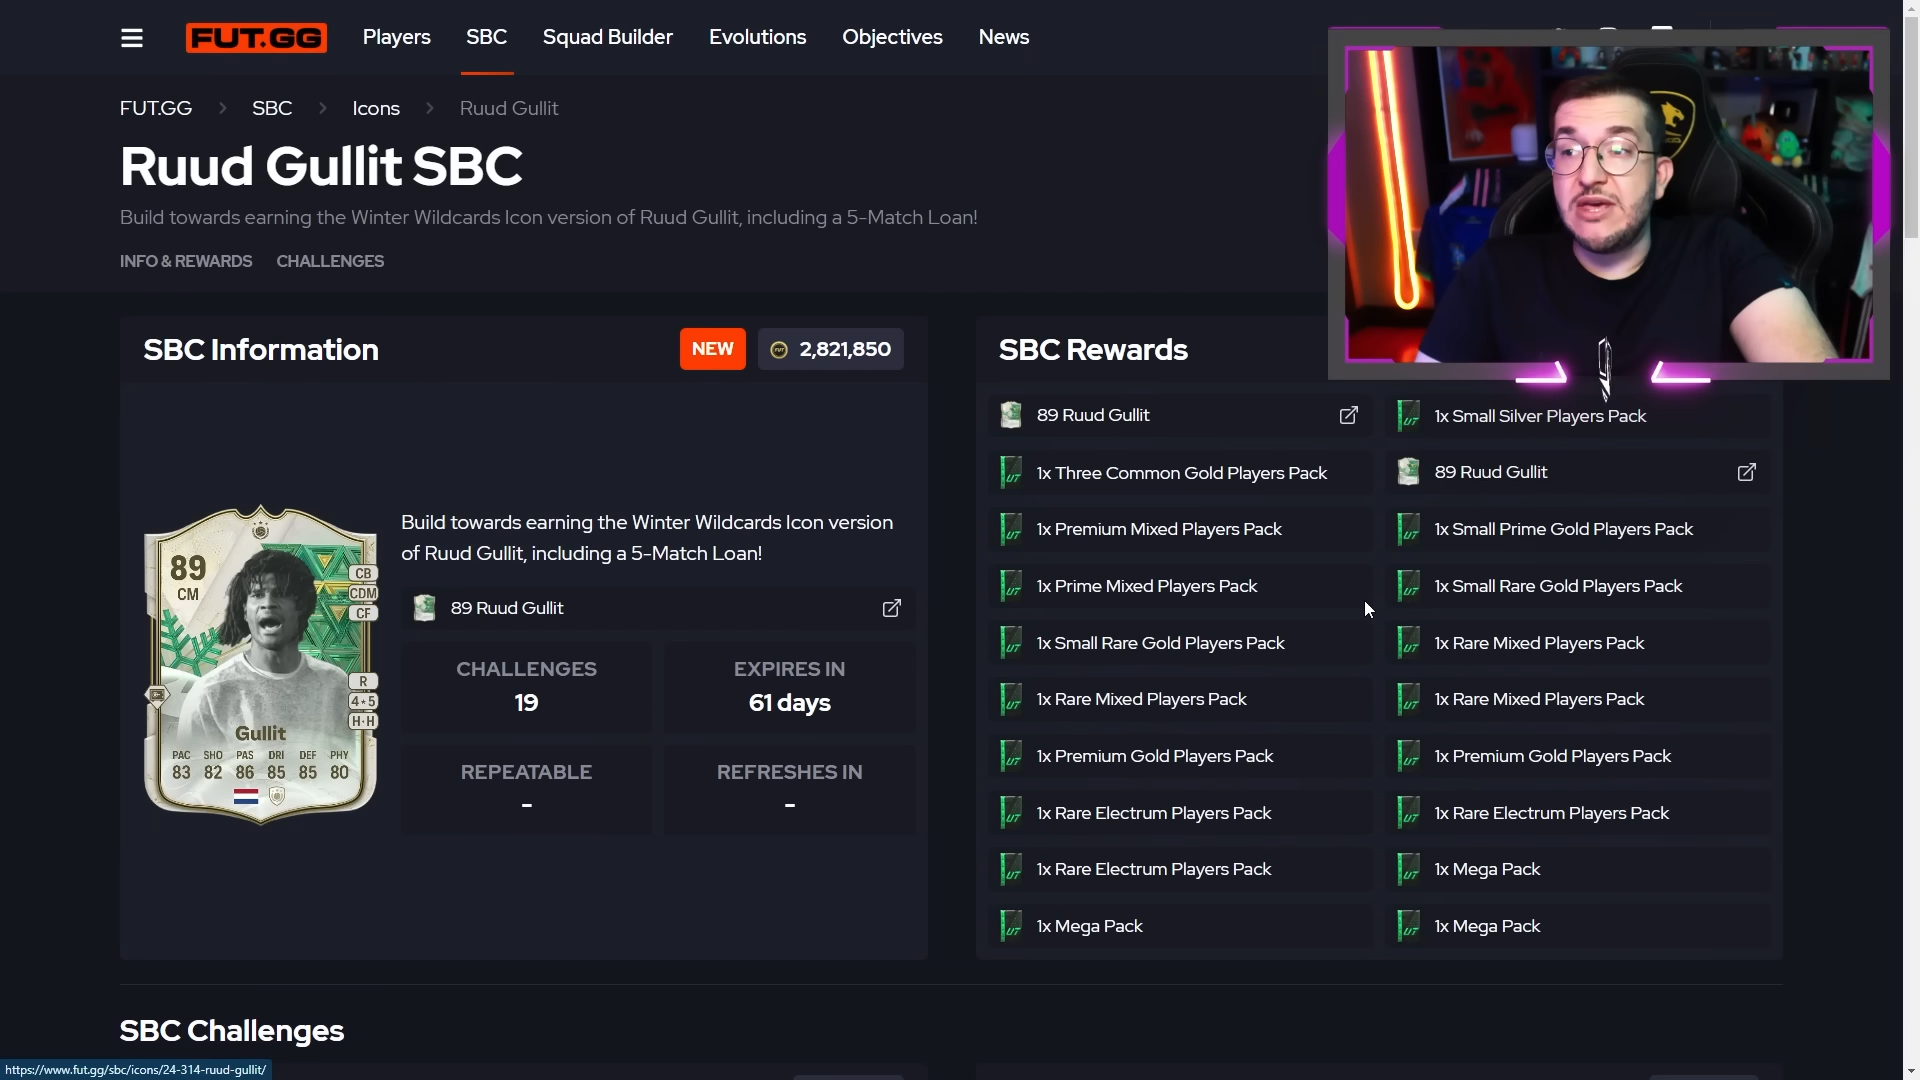 FUT.GG
Players
SBC
Squad Builder
Evolutions
Objectives
News
FUT.GG
SBC
Icons
Ruud Gullit
Ruud Gullit SBC
Build towards earning the Winter Wildcards Icon version of Ruud Gullit, including a 5-Match Loan!
INFO & REWARDS
CHALLENGES
SBC Information
NEW
2,821,850
89
CM
CB
CDM
CF
R
4★5
H·H
Gullit
PAC SHO PAS DRI DEF PHY
83 82 86 85 85 80
Build towards earning the Winter Wildcards Icon version
of Ruud Gullit, including a 5-Match Loan!
89 Ruud Gullit
CHALLENGES
19
EXPIRES IN
61 days
REPEATABLE
-
REFRESHES IN
-
SBC Rewards
89 Ruud Gullit
1x Small Silver Players Pack
1x Three Common Gold Players Pack
89 Ruud Gullit
1x Premium Mixed Players Pack
1x Small Prime Gold Players Pack
1x Prime Mixed Players Pack
1x Small Rare Gold Players Pack
1x Small Rare Gold Players Pack
1x Rare Mixed Players Pack
1x Rare Mixed Players Pack
1x Rare Mixed Players Pack
1x Premium Gold Players Pack
1x Premium Gold Players Pack
1x Rare Electrum Players Pack
1x Rare Electrum Players Pack
1x Rare Electrum Players Pack
1x Mega Pack
1x Mega Pack
1x Mega Pack
SBC Challenges
https://www.fut.gg/sbc/icons/24-314-ruud-gullit/